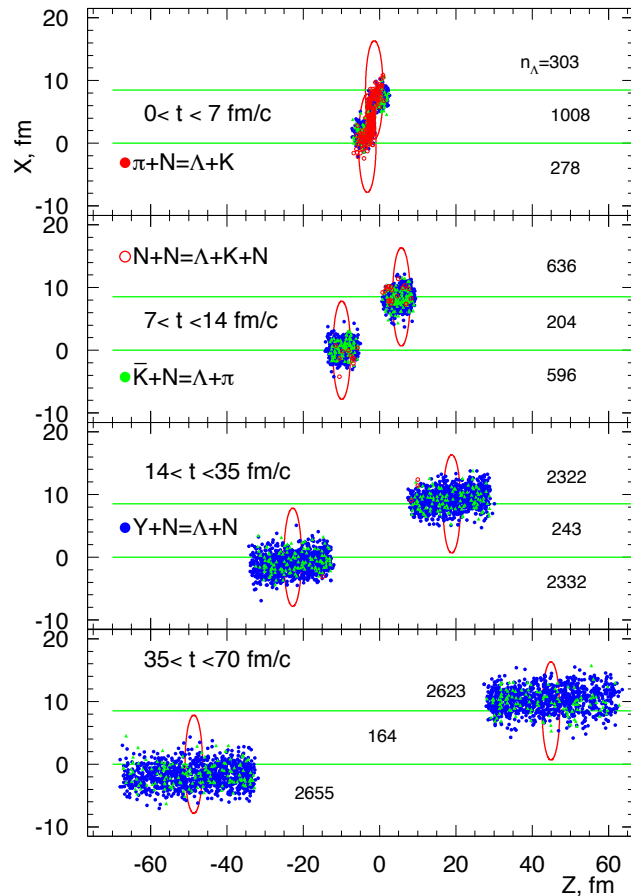 20
n_Λ=303
10
0< t < 7 fm/c
1008
0
π+N=Λ+K
278
-10
X, fm
20
N+N=Λ+K+N
636
10
7< t <14 fm/c
204
0
K̅+N=Λ+π
596
-10
20
14< t <35 fm/c
2322
10
Y+N=Λ+N
243
0
2332
-10
20
35< t <70 fm/c
2623
10
164
0
2655
-10
-60 -40 -20 0 20 40 60
Z, fm